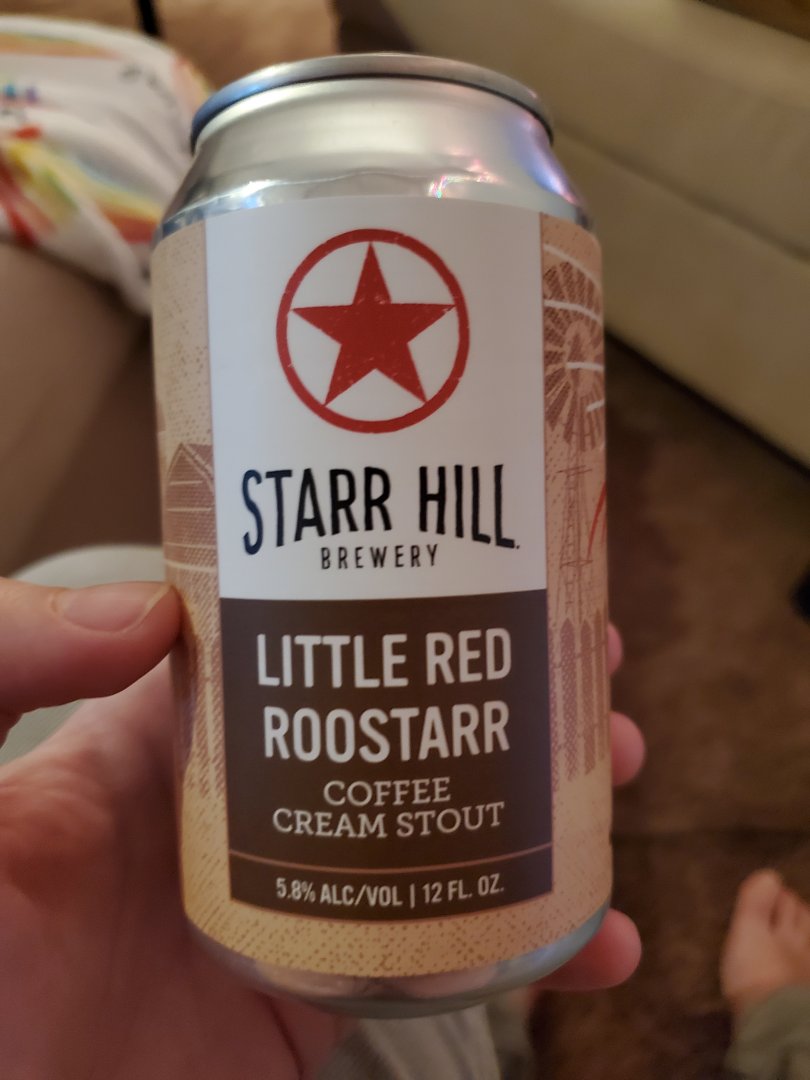 STARR HILL.
BREWERY
LITTLE RED
ROOSTARR
COFFEE
CREAM STOUT
5.8% ALC/VOL | 12 FL. OZ.